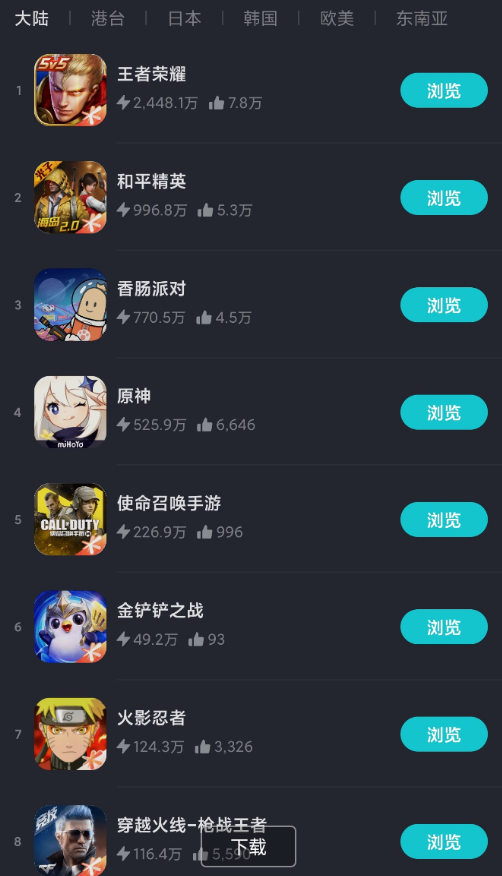 大陆 | 港台 | 日本 | 韩国 | 欧美 | 东南亚
1
5v5
王者荣耀
2,448.1万 7.8万
浏览
2
光子
海岛2.0
和平精英
996.8万 5.3万
浏览
3
香肠派对
770.5万 4.5万
浏览
4
miHoYo
原神
525.9万 6,646
浏览
5
CALL OF DUTY
使命召唤手游
226.9万 996
浏览
6
金铲铲之战
49.2万 93
浏览
7
火影忍者
124.3万 3,326
浏览
8
竞技
穿越火线-枪战王者
116.4万 5,590
浏览
下载